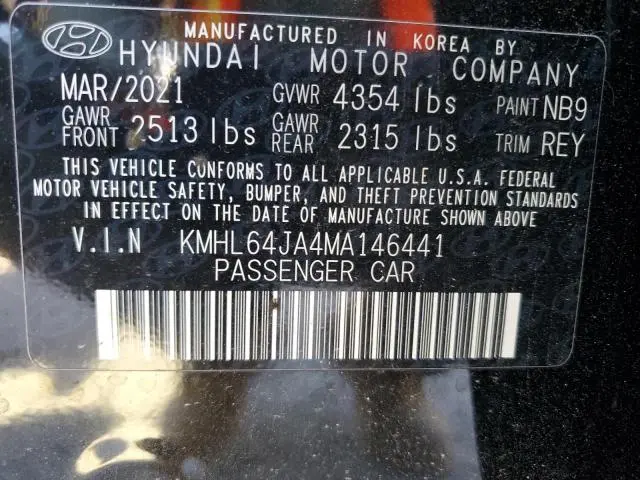 MANUFACTURED IN KOREA BY
HYUNDAI MOTOR COMPANY
MAR/2021 GVWR 4354 lbs PAINT NB9
GAWR FRONT 2513 lbs GAWR REAR 2315 lbs TRIM REY
THIS VEHICLE CONFORMS TO ALL APPLICABLE U.S.A. FEDERAL
MOTOR VEHICLE SAFETY, BUMPER, AND THEFT PREVENTION STANDARDS
IN EFFECT ON THE DATE OF MANUFACTURE SHOWN ABOVE
V.I.N KMHL64JA4MA146441
PASSENGER CAR